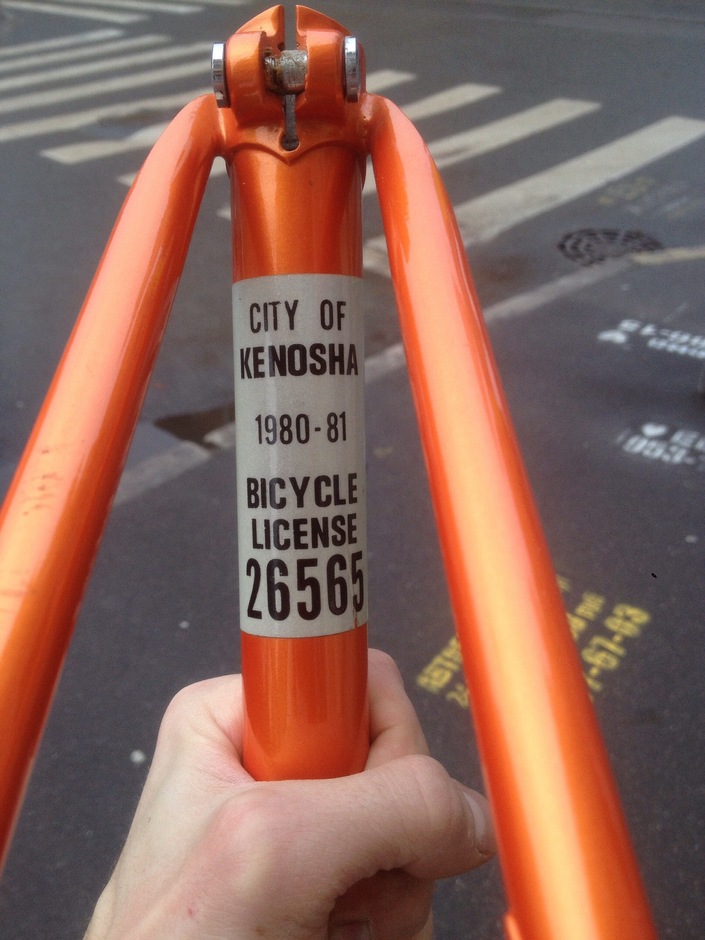 CITY OF
KENOSHA
1980-81
BICYCLE
LICENSE
26565